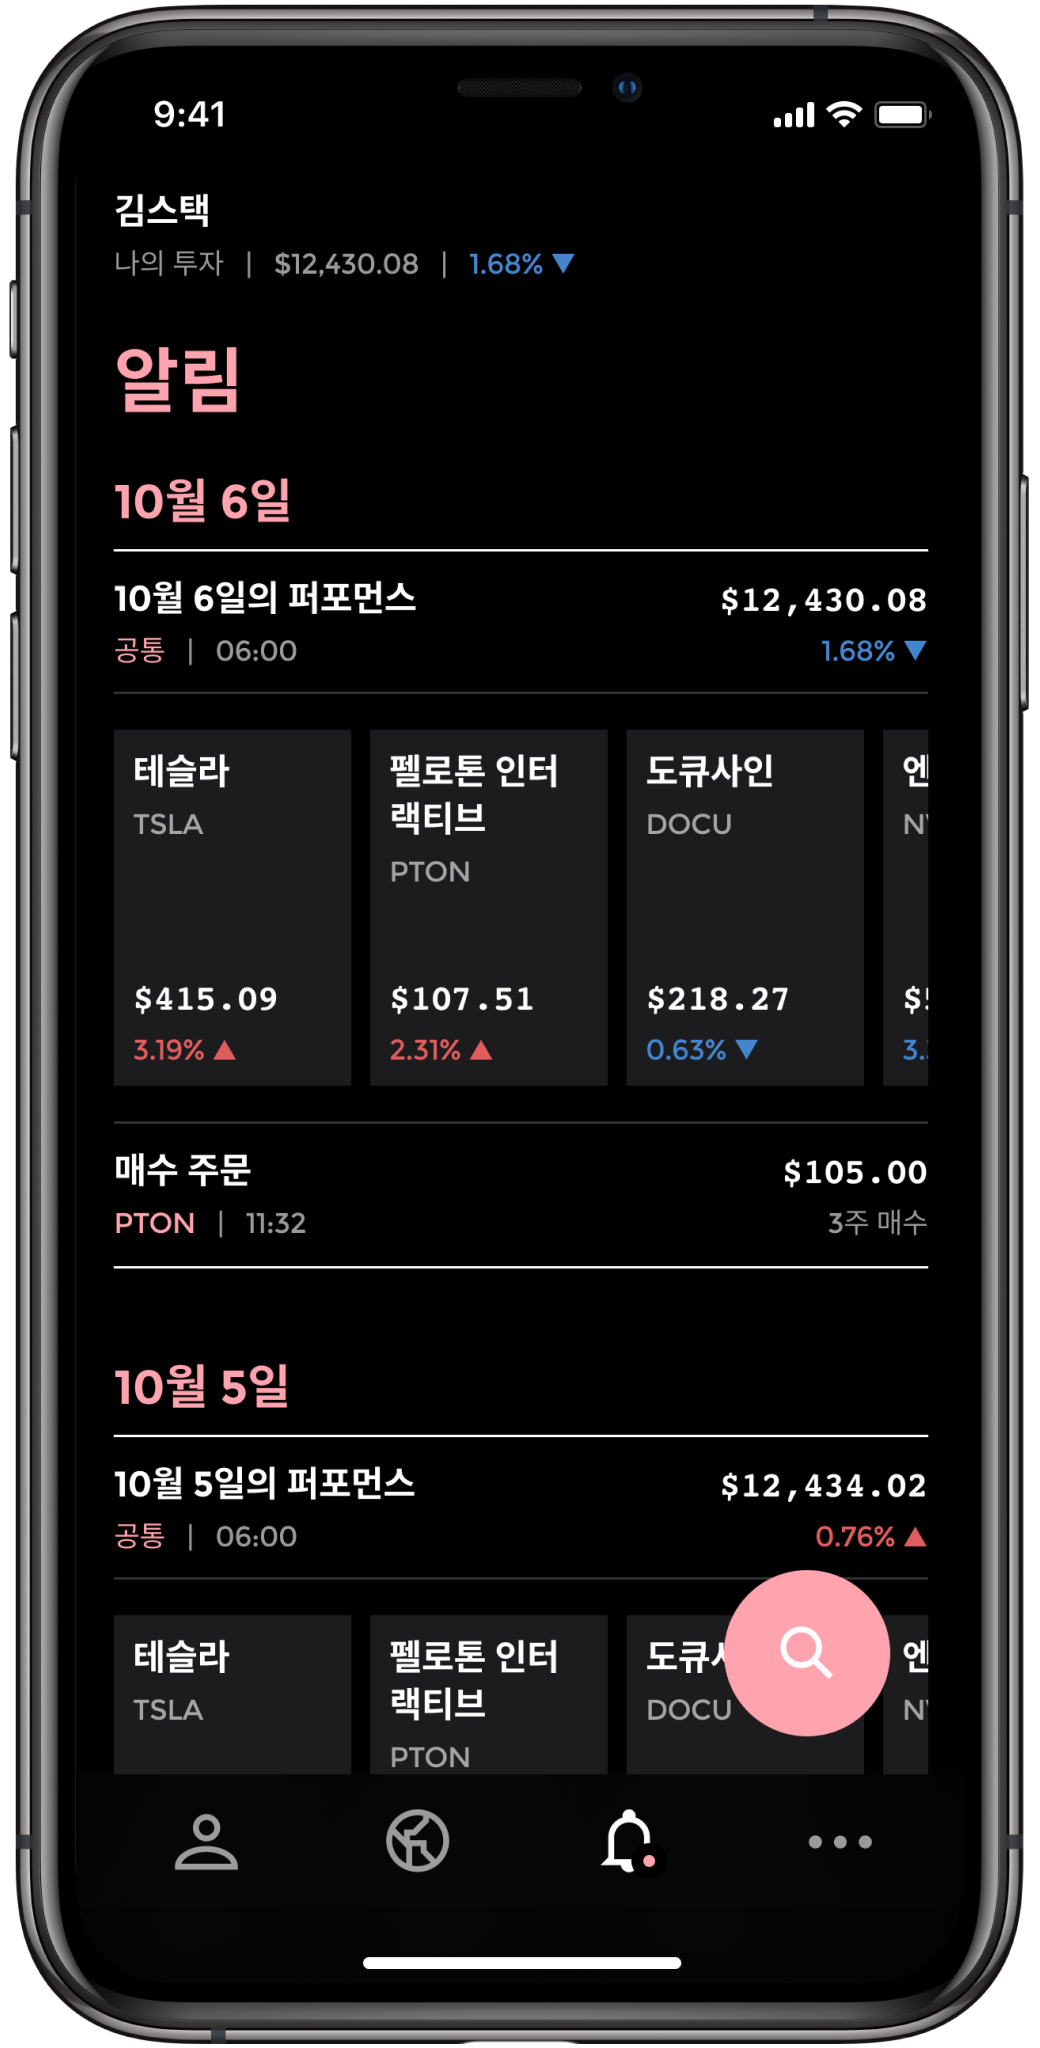 9:41
김스택
나의 투자 | $12,430.08 | 1.68% ▼
알림
10월 6일
10월 6일의 퍼포먼스 $12,430.08
공통 | 06:00 1.68% ▼
테슬라
TSLA
$415.09
3.19% ▲
펠로톤 인터
랙티브
PTON
$107.51
2.31% ▲
도큐사인
DOCU
$218.27
0.63% ▼
엔
매수 주문 $105.00
PTON | 11:32 3주 매수
10월 5일
10월 5일의 퍼포먼스 $12,434.02
공통 | 06:00 0.76% ▲
테슬라
TSLA
펠로톤 인터
랙티브
PTON
도큐
DOCU
엔